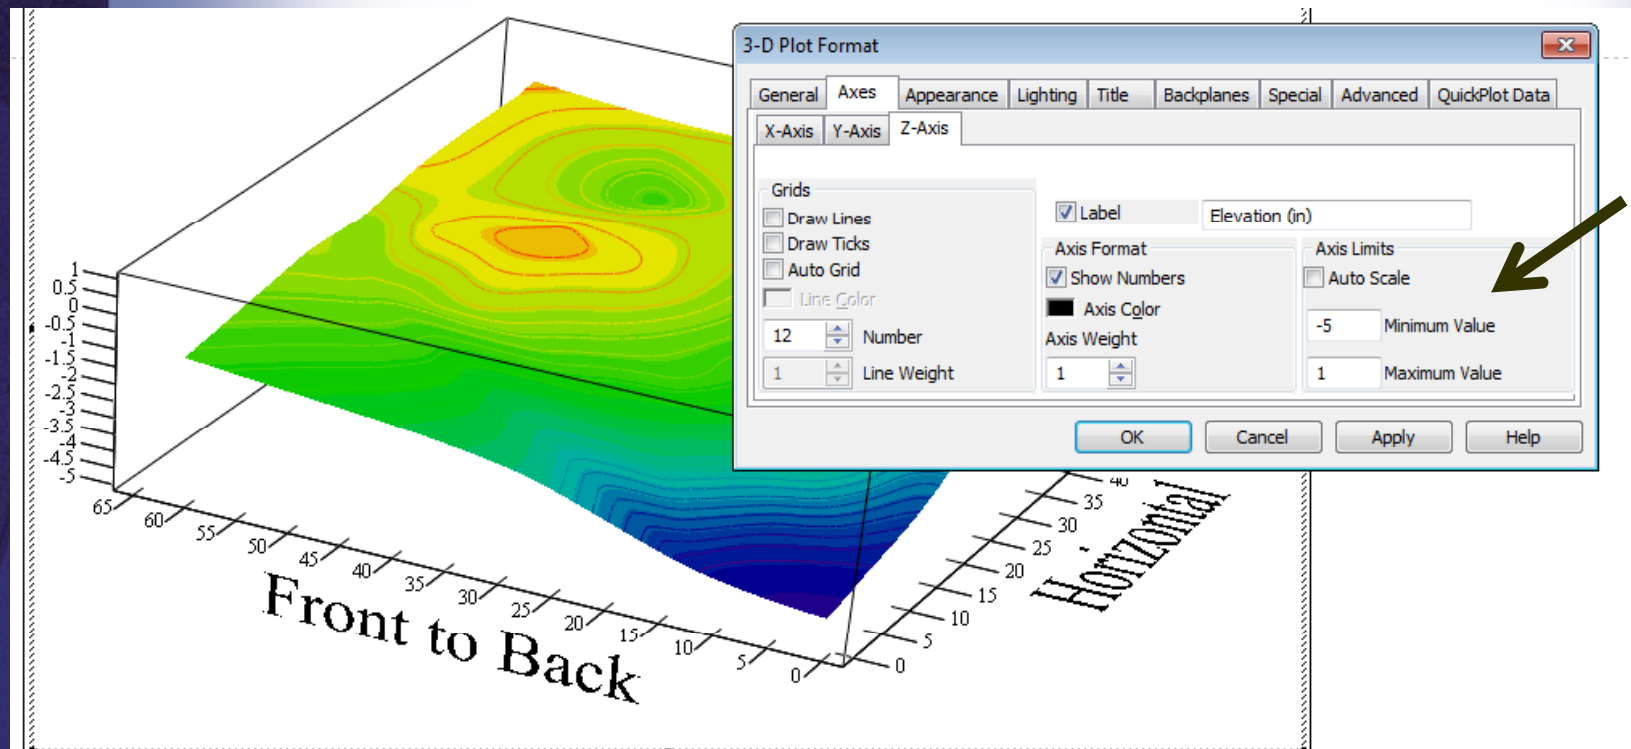 3-D Plot Format
General Axes Appearance Lighting Title Backplanes Special Advanced QuickPlot Data
X-Axis Y-Axis Z-Axis
Grids
Draw Lines
Draw Ticks
Auto Grid
Line Color
12 Number
1 Line Weight
Label Elevation (in)
Axis Format
Show Numbers
Axis Color
Axis Weight
1
Axis Limits
Auto Scale
-5 Minimum Value
1 Maximum Value
OK Cancel Apply Help
1
0.5
0
-0.5
-1
-1.5
-2
-2.5
-3
-3.5
-4
-4.5
-5
65 60 55 50 45 40 35 30 25 20 15 10 5 0
Front to Back
40
35
30
25
20
15
10
5
0
Horizontal